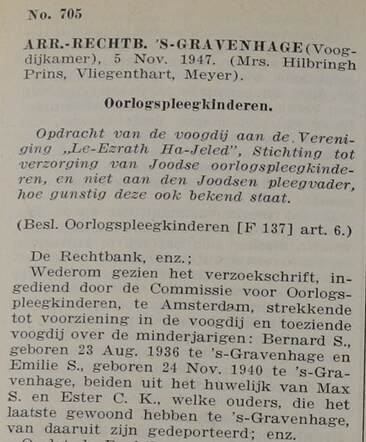 No. 705
ARR.-RECHTB. 'S-GRAVENHAGE (Voog-
dijkamer), 5 Nov. 1947. (Mrs. Hilbringh
Prins, Vliegenthart, Meyer).
Oorlogspleegkinderen.
Opdracht van de voogdij aan de Vereni-
ging „Le-Ezrath Ha-Jeled", Stichting tot
verzorging van Joodse oorlogspleegkinde-
ren, en niet aan den Joodsen pleegvader,
hoe gunstig deze ook bekend staat.
(Besl. Oorlogspleegkinderen [F 137] art. 6.)
De Rechtbank, enz.;
Wederom gezien het verzoekschrift, in-
gediend door de Commissie voor Oorlogs-
pleegkinderen, te Amsterdam, strekkende
tot voorziening in de voogdij en toeziende
voogdij over de minderjarigen: Bernard S.,
geboren 23 Aug. 1936 te 's-Gravenhage en
Emilie S., geboren 24 Nov. 1940 te 's-Gra-
venhage, beiden uit het huwelijk van Max
S. en Ester C. K., welke ouders, die het
laatste gewoond hebben te 's-Gravenhage,
van daaruit zijn gedeporteerd; enz.